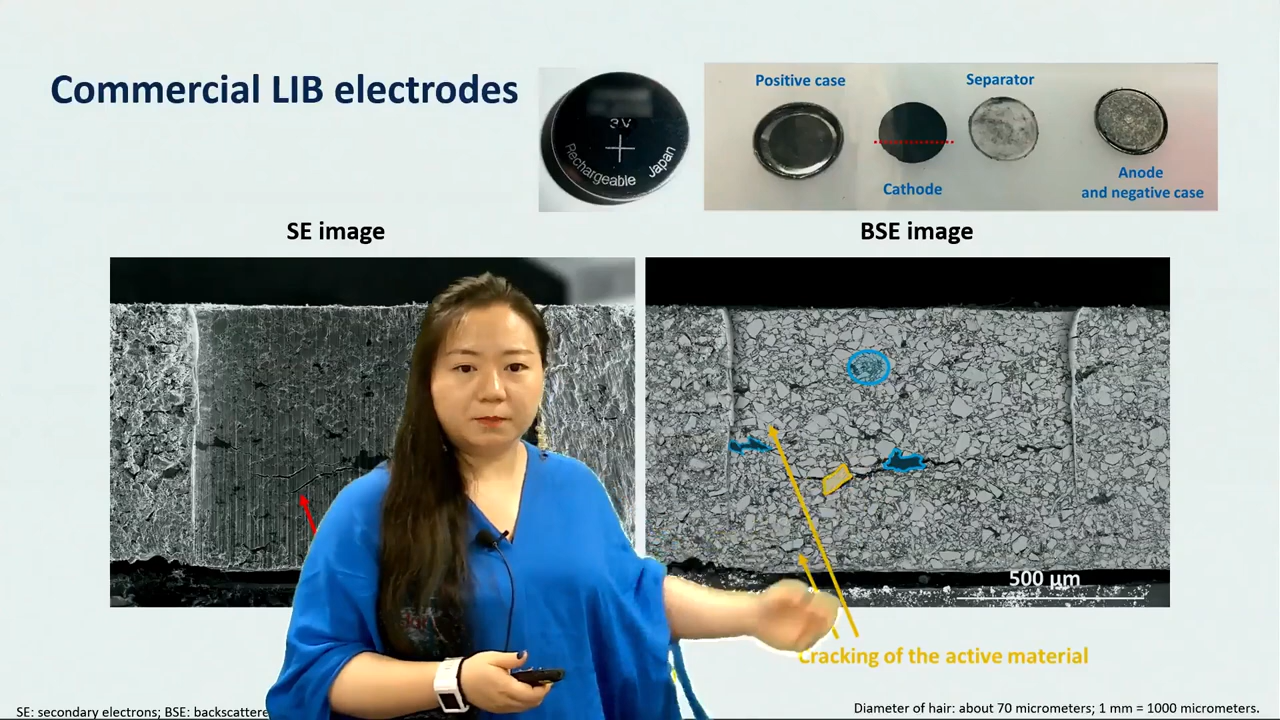 Commercial LIB electrodes
3V
Rechargeable Japan
Positive case
Separator
Cathode
Anode
and negative case
SE image
BSE image
500 µm
Cracking of the active material
SE: secondary electrons; BSE:
Diameter of hair: about 70 micrometers; 1 mm = 1000 micrometers.